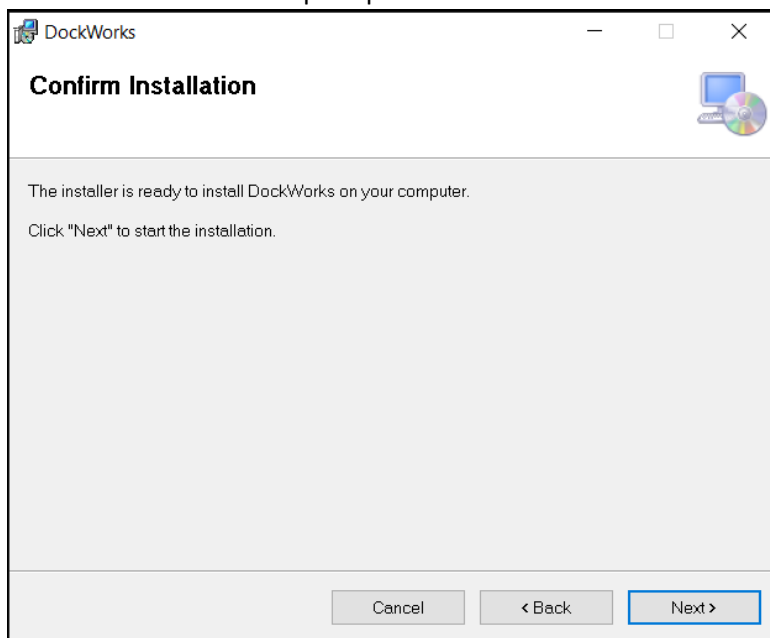 DockWorks
Confirm Installation
The installer is ready to install DockWorks on your computer.
Click "Next" to start the installation.
Cancel
< Back
Next >